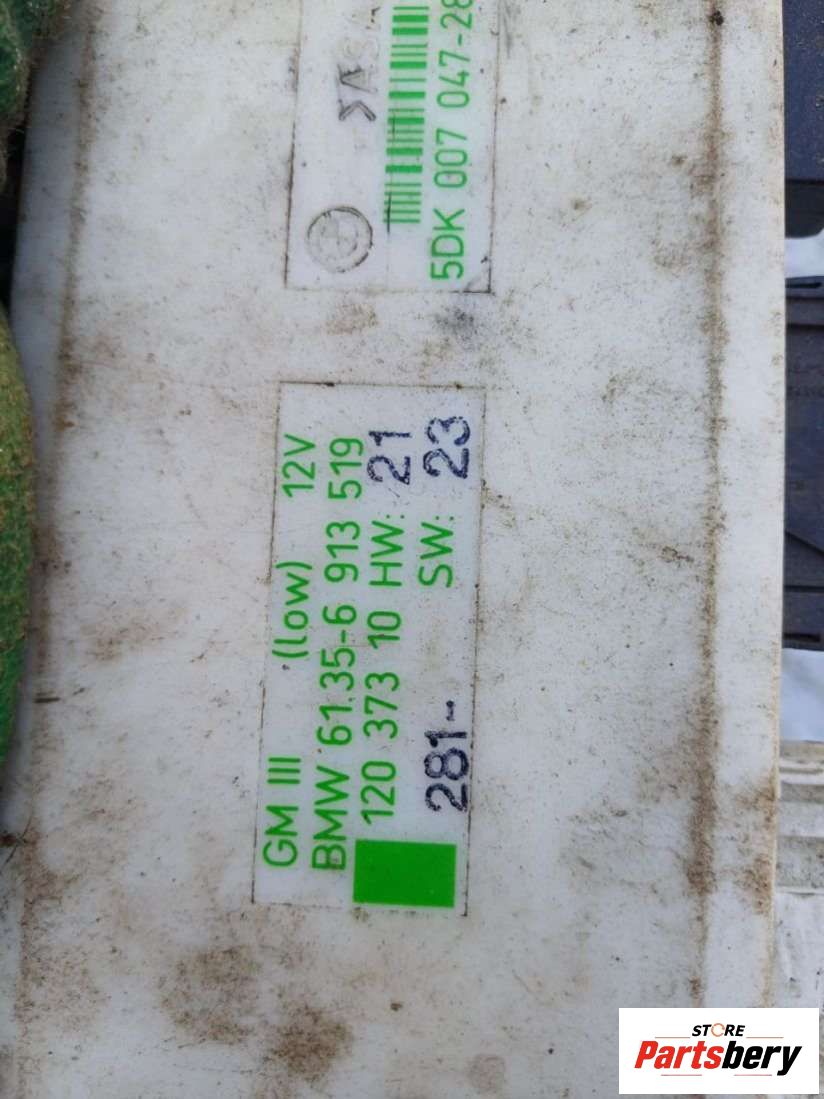 5DK 007 047-28
GM III (low) 12V
BMW 61.35-6 913 519
120 373 10 HW: 21
281-- SW: 23
STORE
Partsbery